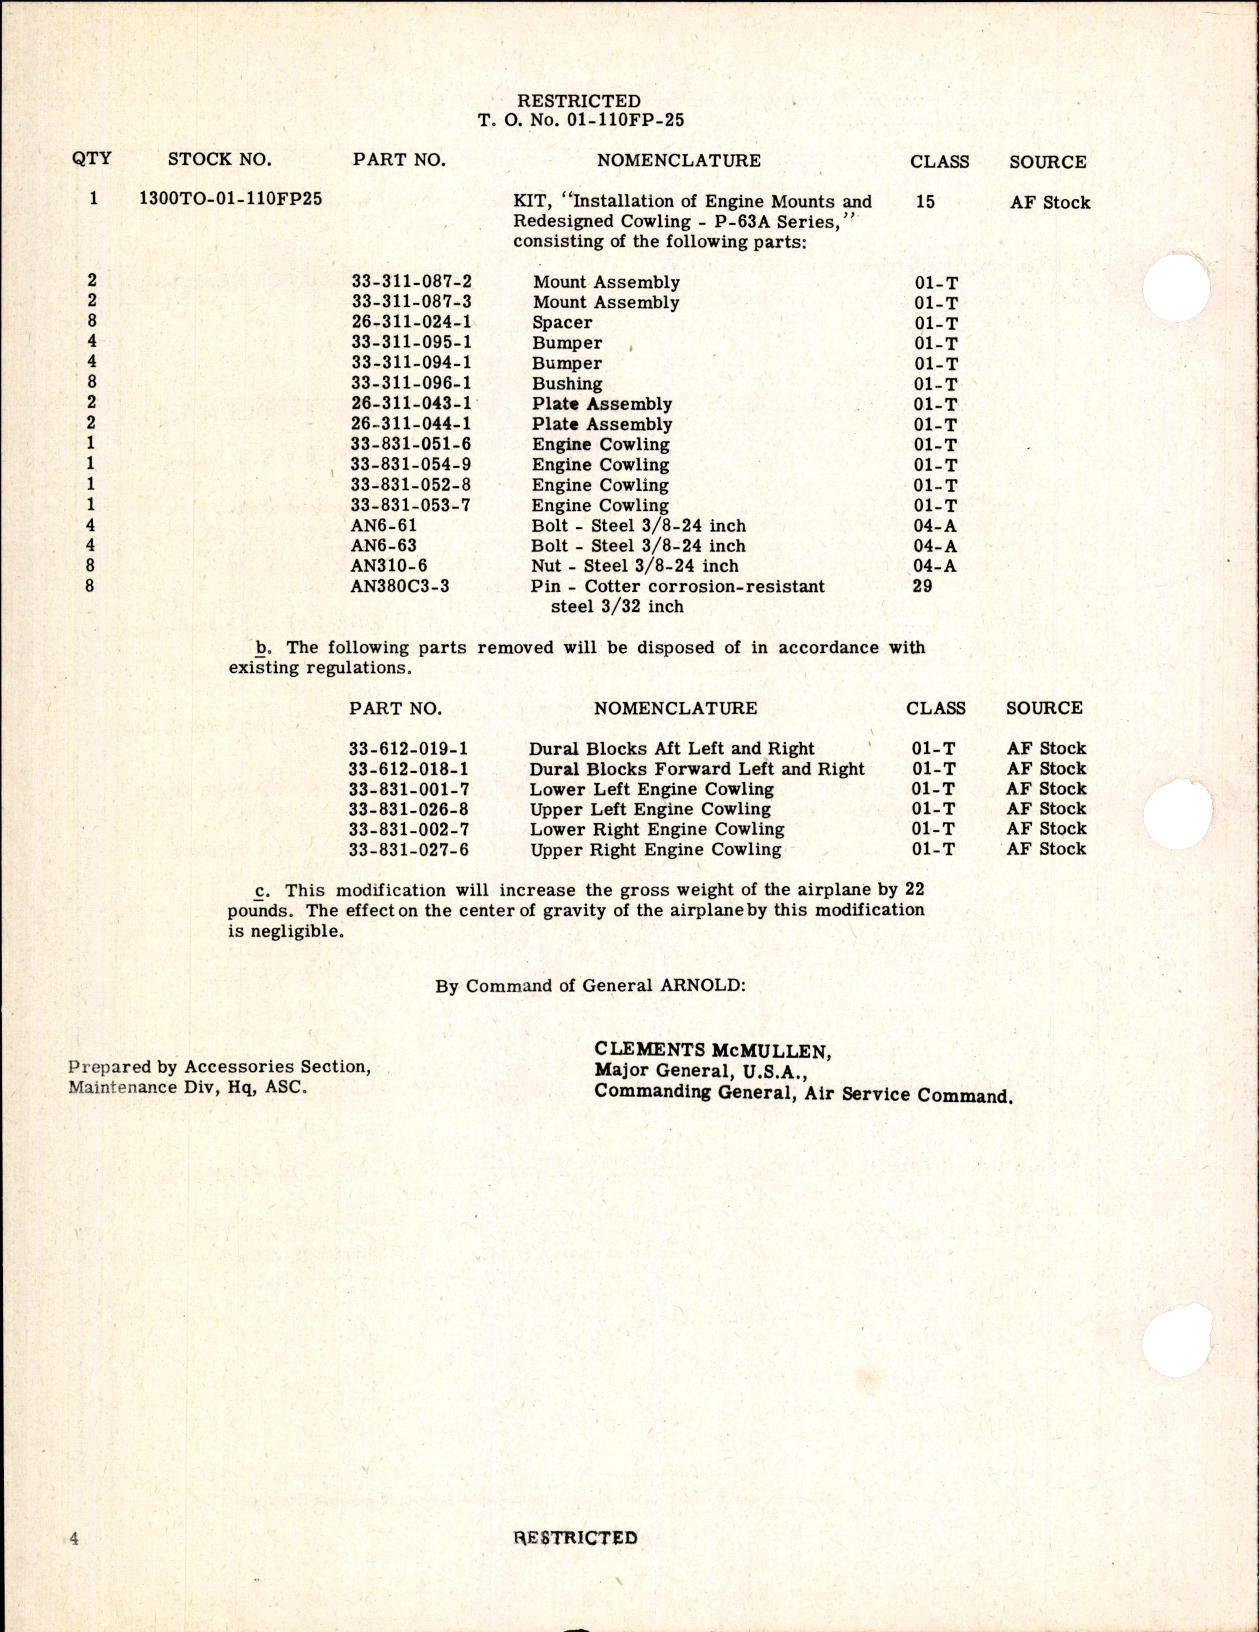 RESTRICTED
T. O. No. 01-110FP-25
QTY STOCK NO. PART NO. NOMENCLATURE CLASS SOURCE
1 1300TO-01-110FP25 KIT, "Installation of Engine Mounts and 15 AF Stock
Redesigned Cowling - P-63A Series,"
consisting of the following parts:
2 33-311-087-2 Mount Assembly 01-T
2 33-311-087-3 Mount Assembly 01-T
8 26-311-024-1 Spacer 01-T
4 33-311-095-1 Bumper 01-T
4 33-311-094-1 Bumper 01-T
8 33-311-096-1 Bushing 01-T
2 26-311-043-1 Plate Assembly 01-T
2 26-311-044-1 Plate Assembly 01-T
1 33-831-051-6 Engine Cowling 01-T
1 33-831-054-9 Engine Cowling 01-T
1 33-831-052-8 Engine Cowling 01-T
1 33-831-053-7 Engine Cowling 01-T
4 AN6-61 Bolt - Steel 3/8-24 inch 04-A
4 AN6-63 Bolt - Steel 3/8-24 inch 04-A
8 AN310-6 Nut - Steel 3/8-24 inch 04-A
8 AN380C3-3 Pin - Cotter corrosion-resistant 29
steel 3/32 inch
b. The following parts removed will be disposed of in accordance with
existing regulations.
PART NO. NOMENCLATURE CLASS SOURCE
33-612-019-1 Dural Blocks Aft Left and Right 01-T AF Stock
33-612-018-1 Dural Blocks Forward Left and Right 01-T AF Stock
33-831-001-7 Lower Left Engine Cowling 01-T AF Stock
33-831-026-8 Upper Left Engine Cowling 01-T AF Stock
33-831-002-7 Lower Right Engine Cowling 01-T AF Stock
33-831-027-6 Upper Right Engine Cowling 01-T AF Stock
c. This modification will increase the gross weight of the airplane by 22
pounds. The effect on the center of gravity of the airplane by this modification
is negligible.
By Command of General ARNOLD:
CLEMENTS McMULLEN,
Prepared by Accessories Section, Major General, U.S.A.,
Maintenance Div, Hq, ASC. Commanding General, Air Service Command.
4 RESTRICTED